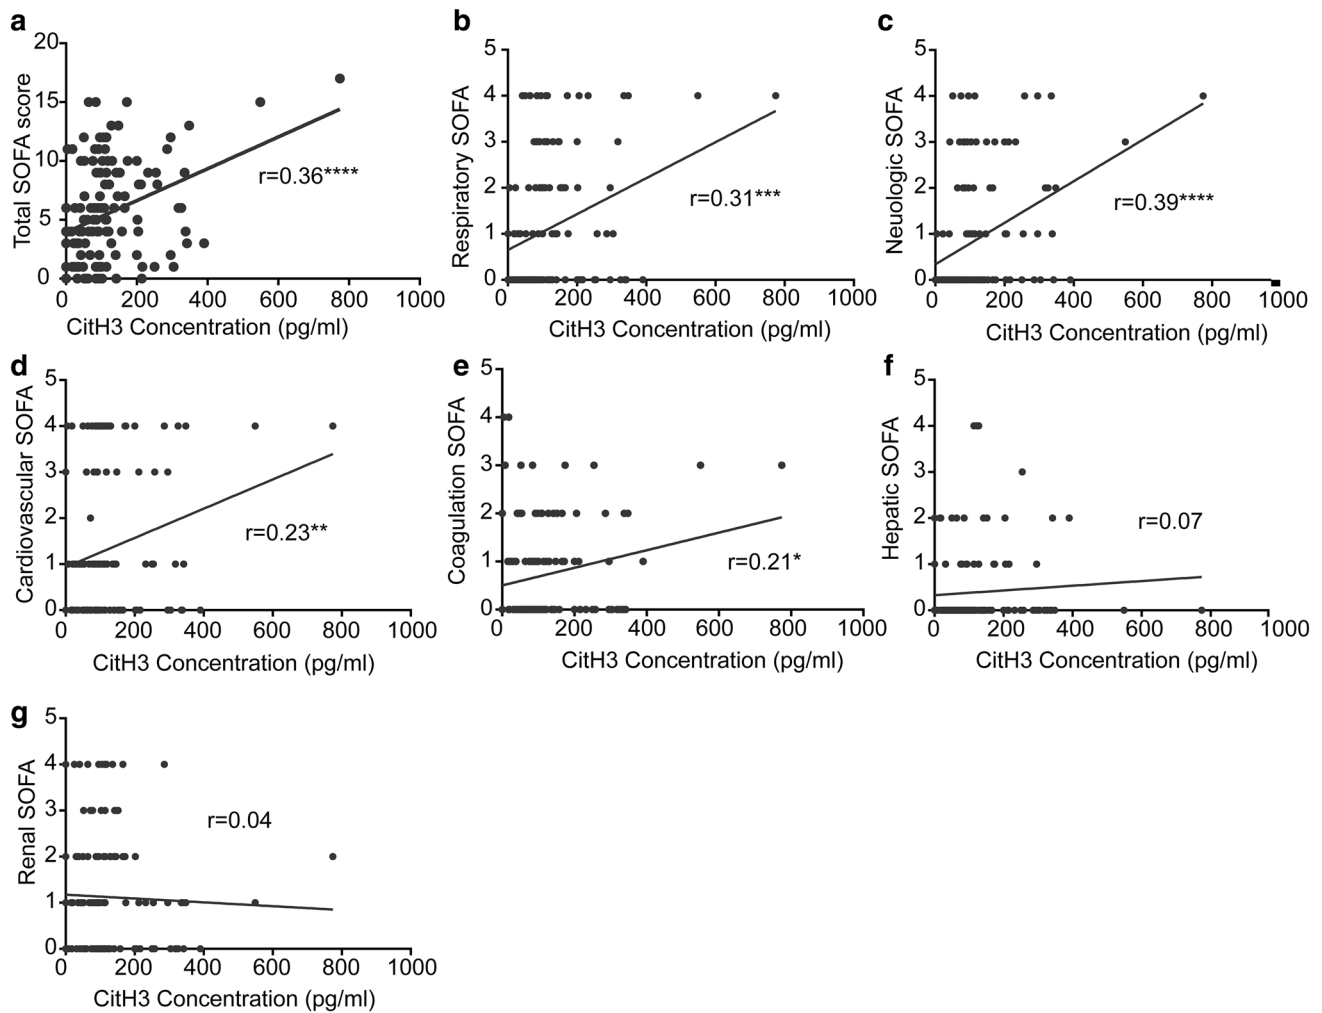 a
20
15
10
5
0
Total SOFA score
r=0.36****
0 200 400 600 800 1000
CitH3 Concentration (pg/ml)
b
5
4
3
2
1
0
Respiratory SOFA
r=0.31***
0 200 400 600 800 1000
CitH3 Concentration (pg/ml)
c
5
4
3
2
1
0
Neuologic SOFA
r=0.39****
0 200 400 600 800 1000
CitH3 Concentration (pg/ml)
d
5
4
3
2
1
0
Cardiovascular SOFA
r=0.23**
0 200 400 600 800 1000
CitH3 Concentration (pg/ml)
e
5
4
3
2
1
0
Coagulation SOFA
r=0.21*
0 200 400 600 800 1000
CitH3 Concentration (pg/ml)
f
5
4
3
2
1
0
Hepatic SOFA
r=0.07
0 200 400 600 800 1000
CitH3 Concentration (pg/ml)
g
5
4
3
2
1
0
Renal SOFA
r=0.04
0 200 400 600 800 1000
CitH3 Concentration (pg/ml)